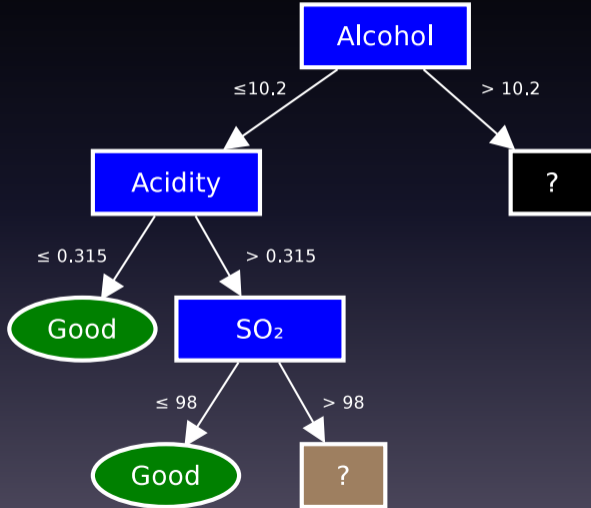 Alcohol
≤10.2
> 10.2
Acidity
?
≤ 0.315
> 0.315
Good
SO₂
≤ 98
> 98
Good
?